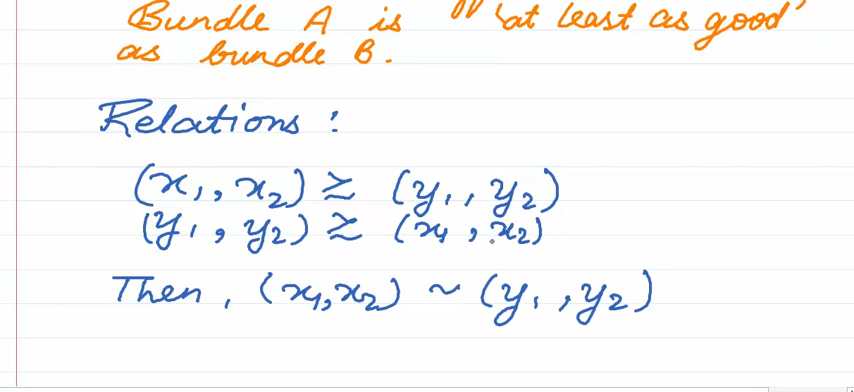 Bundle A is "at least as good"
as bundle B.
Relations :
(x₁, x₂) ≿ (y₁, y₂)
(y₁, y₂) ≿ (x₁, x₂)
Then, (x₁, x₂) ~ (y₁, y₂)